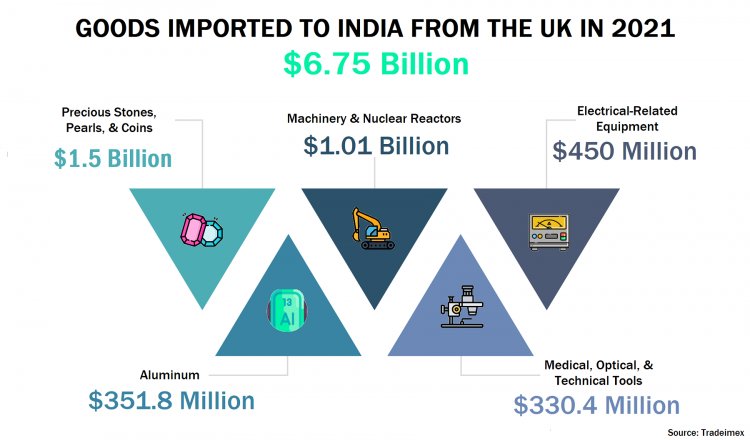 GOODS IMPORTED TO INDIA FROM THE UK IN 2021
$6.75 Billion
Precious Stones,
Pearls, & Coins
$1.5 Billion
Machinery & Nuclear Reactors
$1.01 Billion
Electrical-Related
Equipment
$450 Million
13
Al
Aluminum
$351.8 Million
Medical, Optical, &
Technical Tools
$330.4 Million
Source: Tradeimex